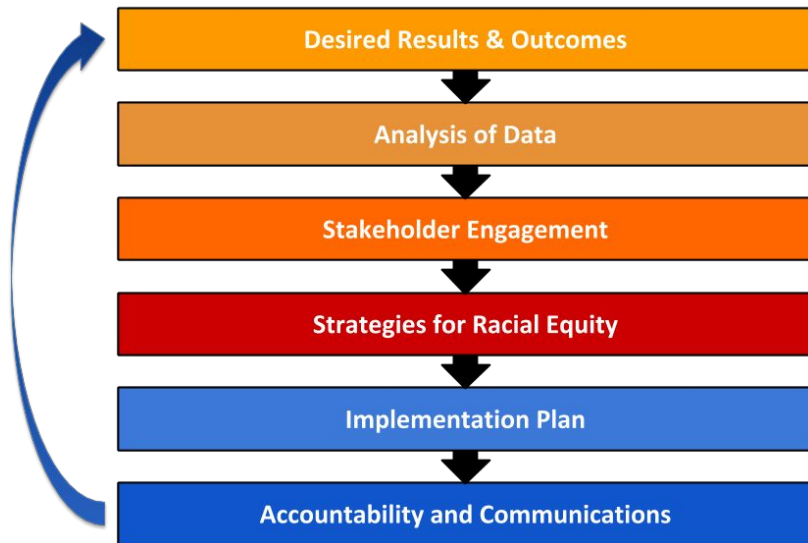 Desired Results & Outcomes
Analysis of Data
Stakeholder Engagement
Strategies for Racial Equity
Implementation Plan
Accountability and Communications